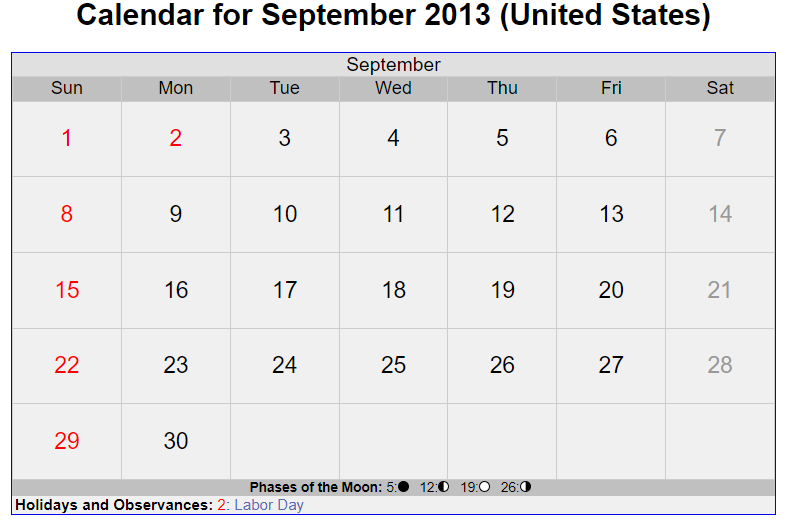 Calendar for September 2013 (United States)
September
Sun Mon Tue Wed Thu Fri Sat
1 2 3 4 5 6 7
8 9 10 11 12 13 14
15 16 17 18 19 20 21
22 23 24 25 26 27 28
29 30
Phases of the Moon: 5: 12: 19: 26:
Holidays and Observances: 2: Labor Day